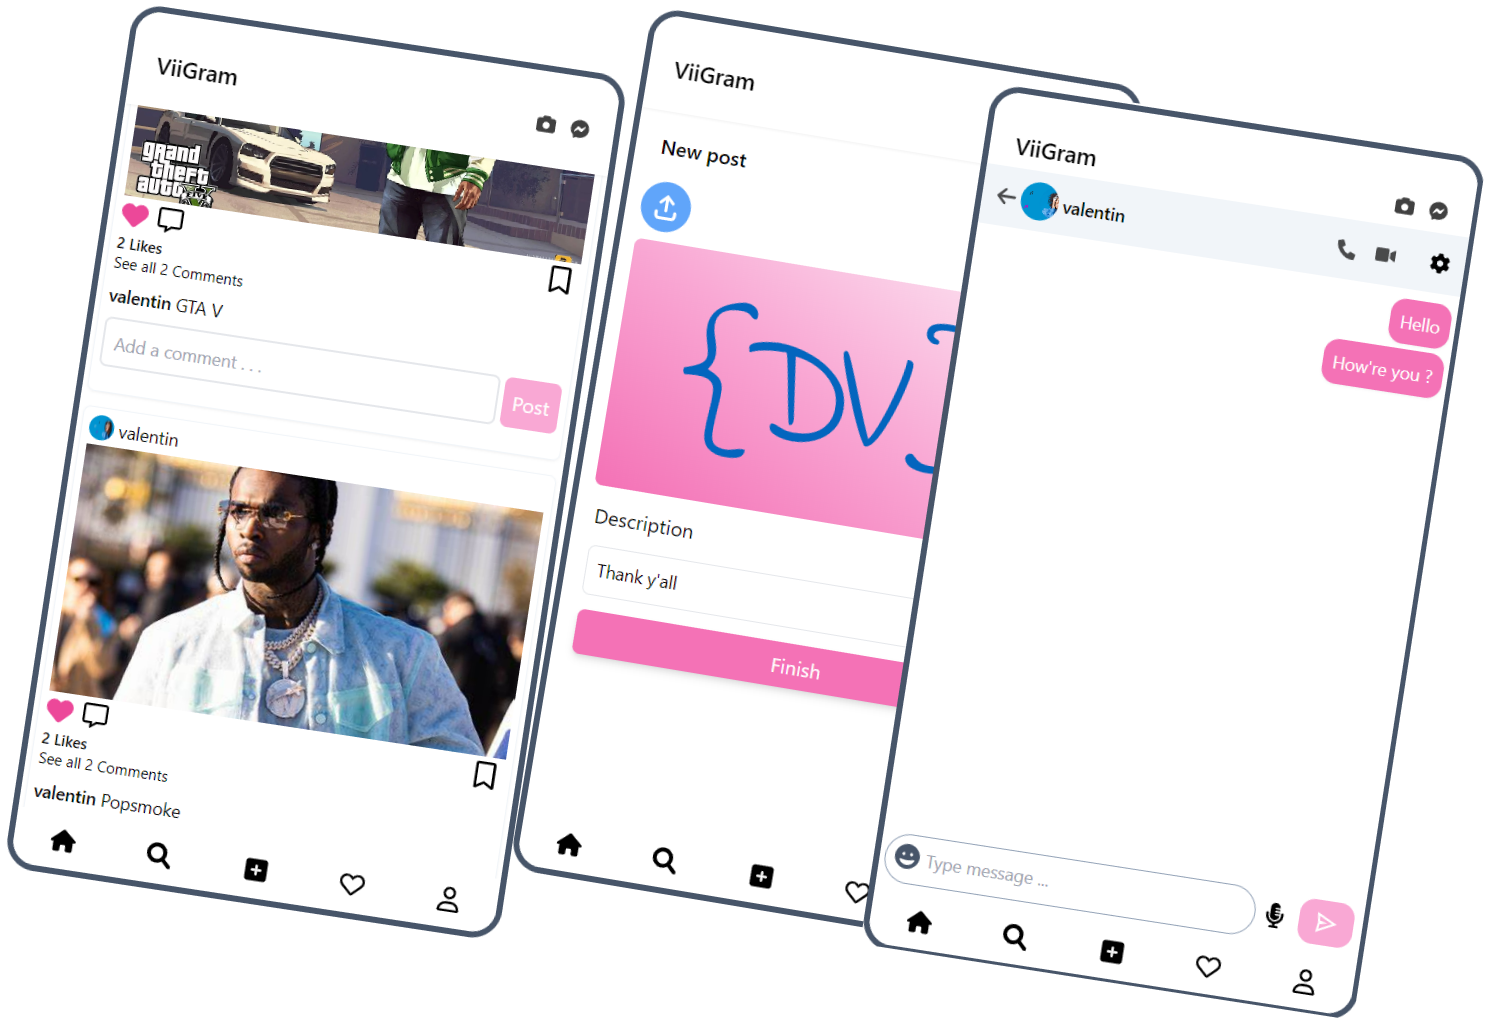 ViiGram
grand
theft
auto
V
2 Likes
See all 2 Comments
valentin GTA V
Add a comment . . .
Post
valentin
2 Likes
See all 2 Comments
valentin Popsmoke
ViiGram
New post
{DV
Description
Thank y'all
Finish
ViiGram
valentin
Hello
How're you ?
Type message ...